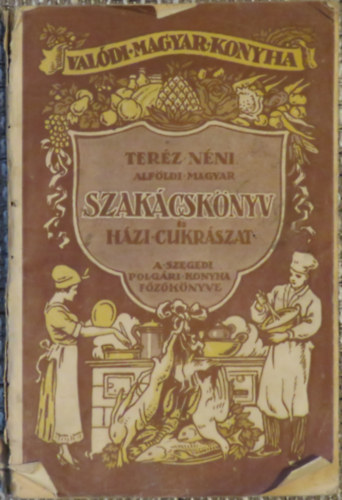 VALÓDI·MAGYAR·KONYHA
TERÉZ·NÉNI
ALFÖLDI·MAGYAR
SZAKÁCSKÖNYV
ÉS
HÁZI·CUKRÁSZAT·
A·SZEGEDI
POLGÁRI·KONYHA
FŐZŐKÖNYVE